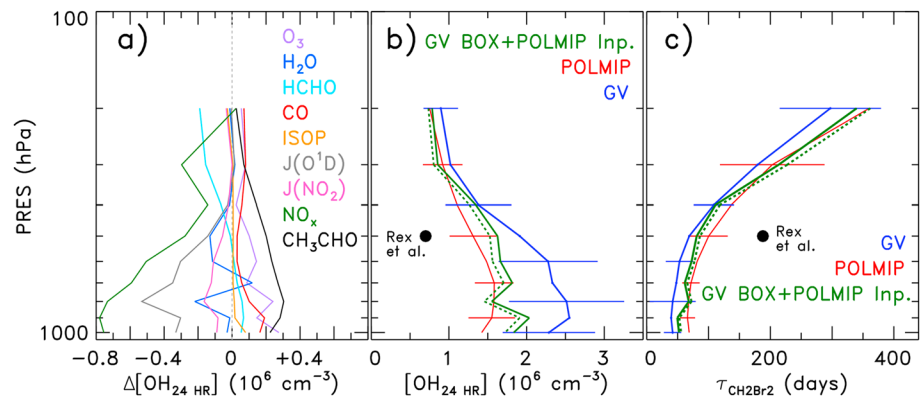 a)
b)
c)
100
1000
PRES (hPa)
O₃
H₂O
HCHO
CO
ISOP
J(O¹D)
J(NO₂)
NOₓ
CH₃CHO
−0.8 −0.4 0 +0.4
Δ[OH₂₄ HR] (10⁶ cm⁻³)
GV BOX+POLMIP Inp.
POLMIP
GV
Rex
et al.
0 1 2 3
[OH₂₄ HR] (10⁶ cm⁻³)
Rex
et al.
GV
POLMIP
GV BOX+POLMIP Inp.
0 200 400
τCH2Br2 (days)